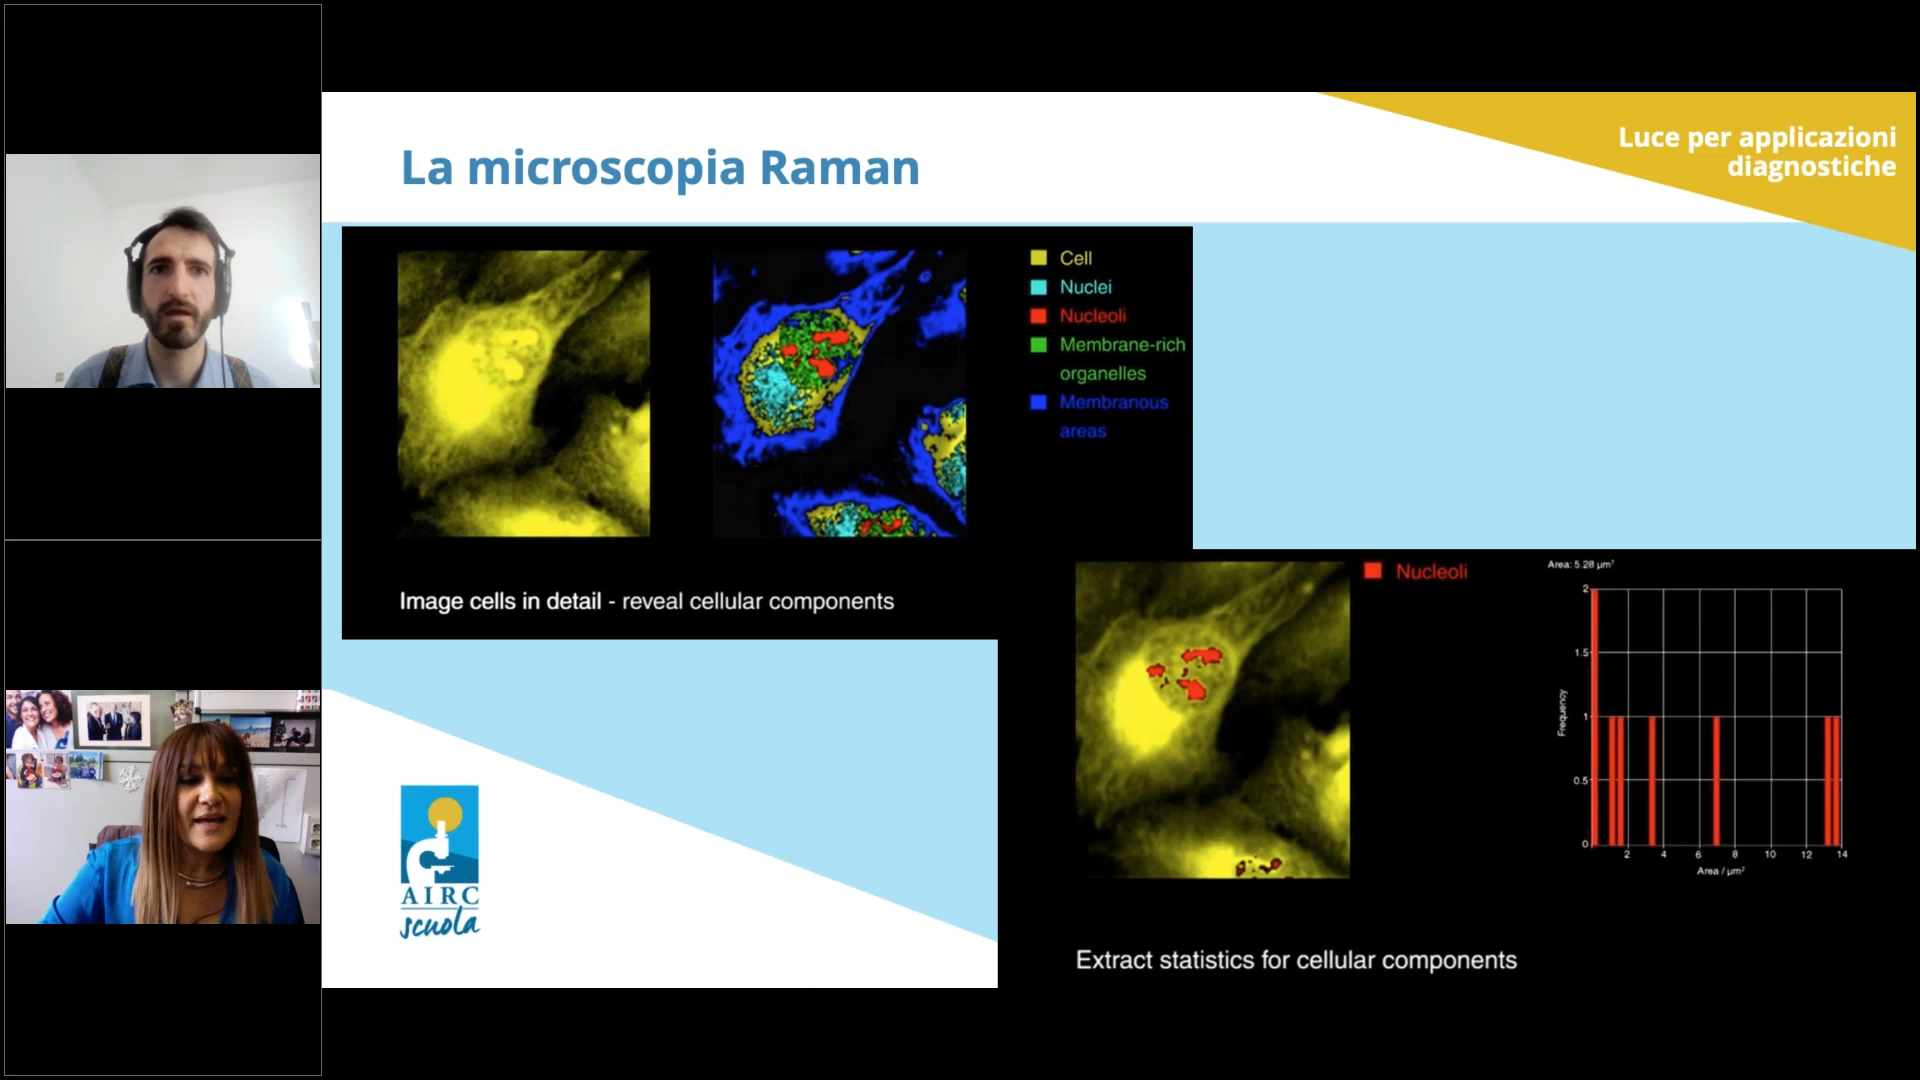 La microscopia Raman
Luce per applicazioni
diagnostiche
Cell
Nuclei
Nucleoli
Membrane-rich
organelles
Membranous
areas
Image cells in detail - reveal cellular components
Nucleoli
Area: 5.28 µm²
2
1.5
1
0.5
0
Frequency
2 4 6 8 10 12 14
Area / µm²
Extract statistics for cellular components
AIRC
scuola